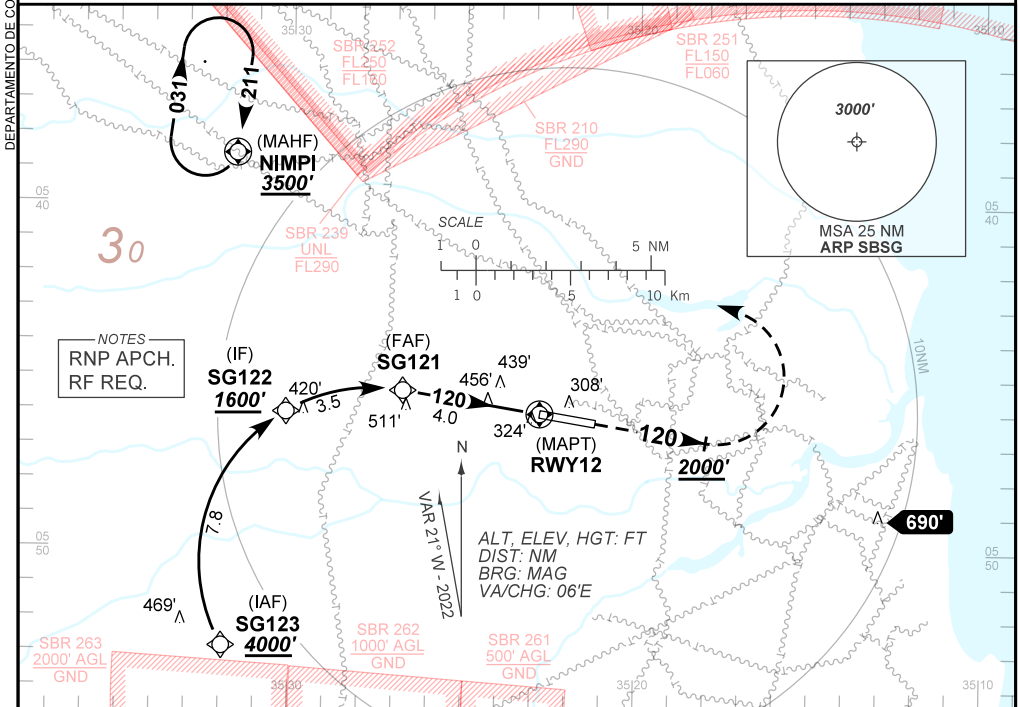 DEPARTAMENTO DE CO
35 30
35 20
35 10
SBR 252
FL250
FL160
SBR 251
FL150
FL060
SBR 210
FL290
GND
SBR 239
UNL
FL290
031
211
(MAHF)
NIMPI
3500'
3000'
MSA 25 NM
ARP SBSG
05
40
05
40
30
SCALE
1 0 5 NM
1 0 5 10 Km
NOTES
RNP APCH.
RF REQ.
10NM
(IF)
SG122
1600'
420'
3.5
(FAF)
SG121
511'
120
4.0
456'
439'
324'
308'
(MAPT)
RWY12
120
2000'
690'
7.8
N
VAR 21° W - 2022
ALT, ELEV, HGT: FT
DIST: NM
BRG: MAG
VA/CHG: 06'E
05
50
05
50
469'
(IAF)
SG123
4000'
SBR 263
2000' AGL
GND
SBR 262
1000' AGL
GND
SBR 261
500' AGL
GND
35 30
35 20
35 10